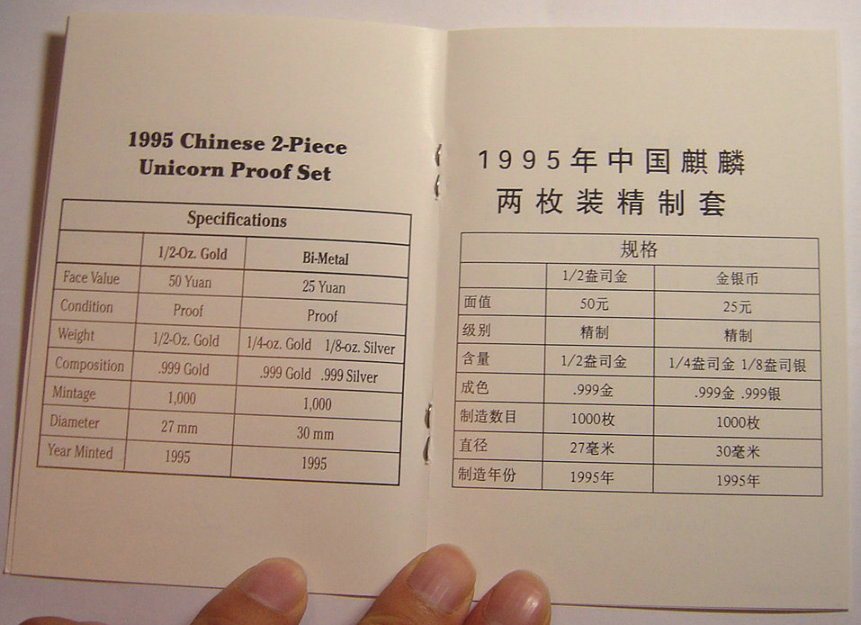 1995 Chinese 2-Piece
Unicorn Proof Set
Specifications
1/2-Oz. Gold Bi-Metal
Face Value 50 Yuan 25 Yuan
Condition Proof Proof
Weight 1/2-Oz. Gold 1/4-oz. Gold 1/8-oz. Silver
Composition .999 Gold .999 Gold .999 Silver
Mintage 1,000 1,000
Diameter 27 mm 30 mm
Year Minted 1995 1995
1995年中国麒麟
两枚装精制套
规格
1/2盎司金 金银币
面值 50元 25元
级别 精制 精制
含量 1/2盎司金 1/4盎司金 1/8盎司银
成色 .999金 .999金 .999银
制造数目 1000枚 1000枚
直径 27毫米 30毫米
制造年份 1995年 1995年